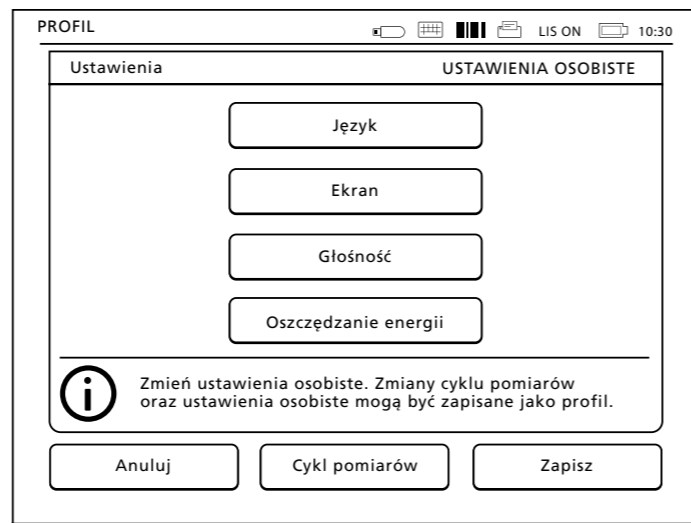 PROFIL LIS ON 10:30
Ustawienia USTAWIENIA OSOBISTE
Język
Ekran
Głośność
Oszczędzanie energii
Zmień ustawienia osobiste. Zmiany cyklu pomiarów
oraz ustawienia osobiste mogą być zapisane jako profil.
Anuluj Cykl pomiarów Zapisz